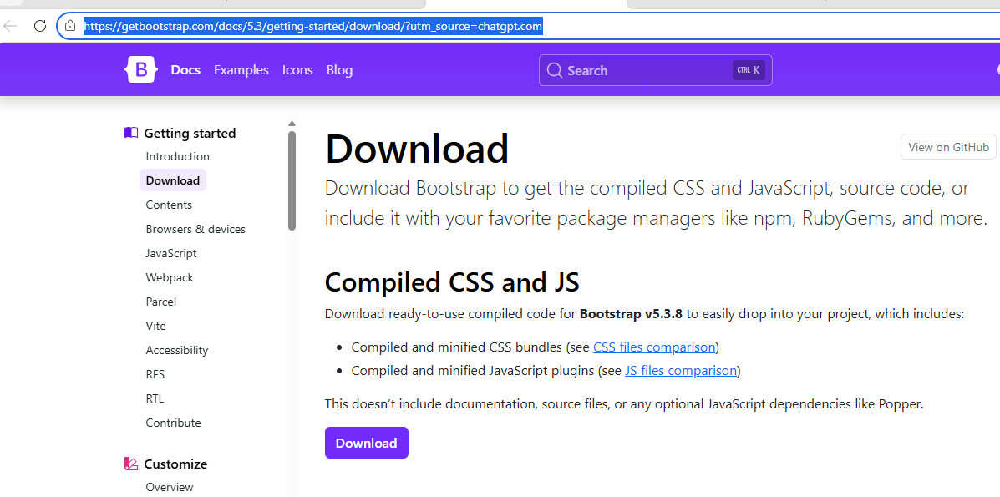 https://getbootstrap.com/docs/5.3/getting-started/download/?utm_source=chatgpt.com
B
Docs
Examples
Icons
Blog
Search
CTRL K
Getting started
Introduction
Download
Contents
Browsers & devices
JavaScript
Webpack
Parcel
Vite
Accessibility
RFS
RTL
Contribute
Customize
Overview
Download
View on GitHub
Download Bootstrap to get the compiled CSS and JavaScript, source code, or
include it with your favorite package managers like npm, RubyGems, and more.
Compiled CSS and JS
Download ready-to-use compiled code for Bootstrap v5.3.8 to easily drop into your project, which includes:
• Compiled and minified CSS bundles (see CSS files comparison)
• Compiled and minified JavaScript plugins (see JS files comparison)
This doesn’t include documentation, source files, or any optional JavaScript dependencies like Popper.
Download